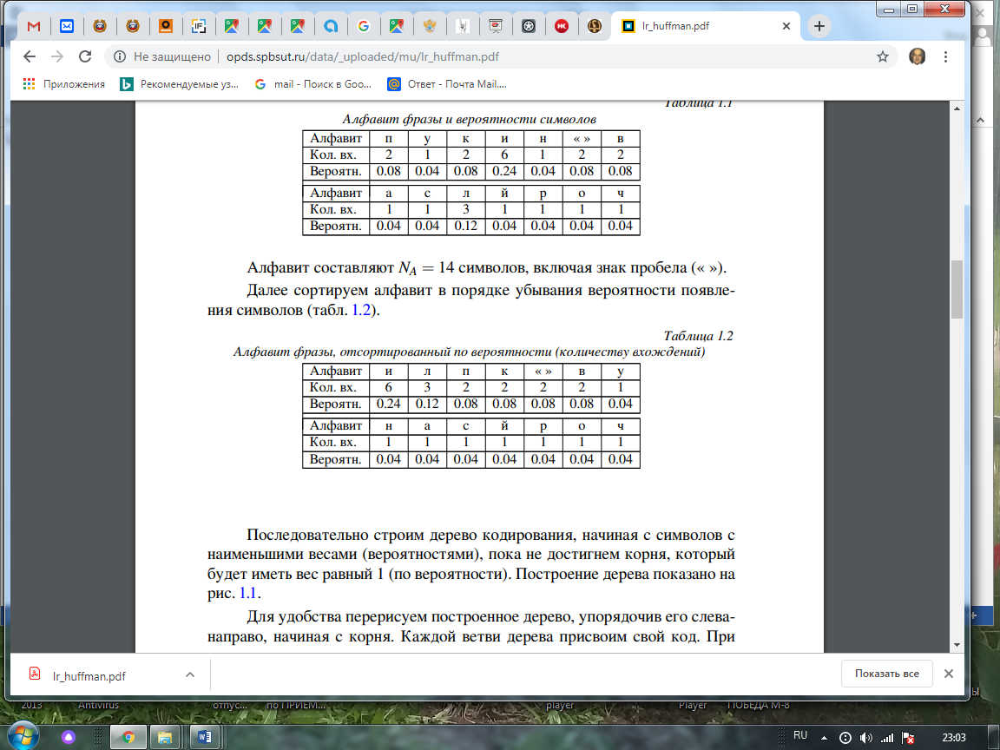 lr_huffman.pdf
Не защищено | opds.spbsut.ru/data/_uploaded/mu/lr_huffman.pdf
Приложения Рекомендуемые уз... mail - Поиск в Goo... Ответ - Почта Mail....
Таблица 1.1
Алфавит фразы и вероятности символов
Алфавит п у к и н « » в
Кол. вх. 2 1 2 6 1 2 2
Вероятн. 0.08 0.04 0.08 0.24 0.04 0.08 0.08
Алфавит а с л й р о ч
Кол. вх. 1 1 3 1 1 1 1
Вероятн. 0.04 0.04 0.12 0.04 0.04 0.04 0.04
Алфавит составляют NA = 14 символов, включая знак пробела (« »).
Далее сортируем алфавит в порядке убывания вероятности появле-
ния символов (табл. 1.2).
Таблица 1.2
Алфавит фразы, отсортированный по вероятности (количеству вхождений)
Алфавит и л п к « » в у
Кол. вх. 6 3 2 2 2 2 1
Вероятн. 0.24 0.12 0.08 0.08 0.08 0.08 0.04
Алфавит н а с й р о ч
Кол. вх. 1 1 1 1 1 1 1
Вероятн. 0.04 0.04 0.04 0.04 0.04 0.04 0.04
Последовательно строим дерево кодирования, начиная с символов с
наименьшими весами (вероятностями), пока не достигнем корня, который
будет иметь вес равный 1 (по вероятности). Построение дерева показано на
рис. 1.1.
Для удобства перерисуем построенное дерево, упорядочив его слева-
направо, начиная с корня. Каждой ветви дерева присвоим свой код. При
lr_huffman.pdf Показать все
2013 Antivirus отпус... по ПРИЕМ... player Player ПОБЕДА М-8
RU 23:03